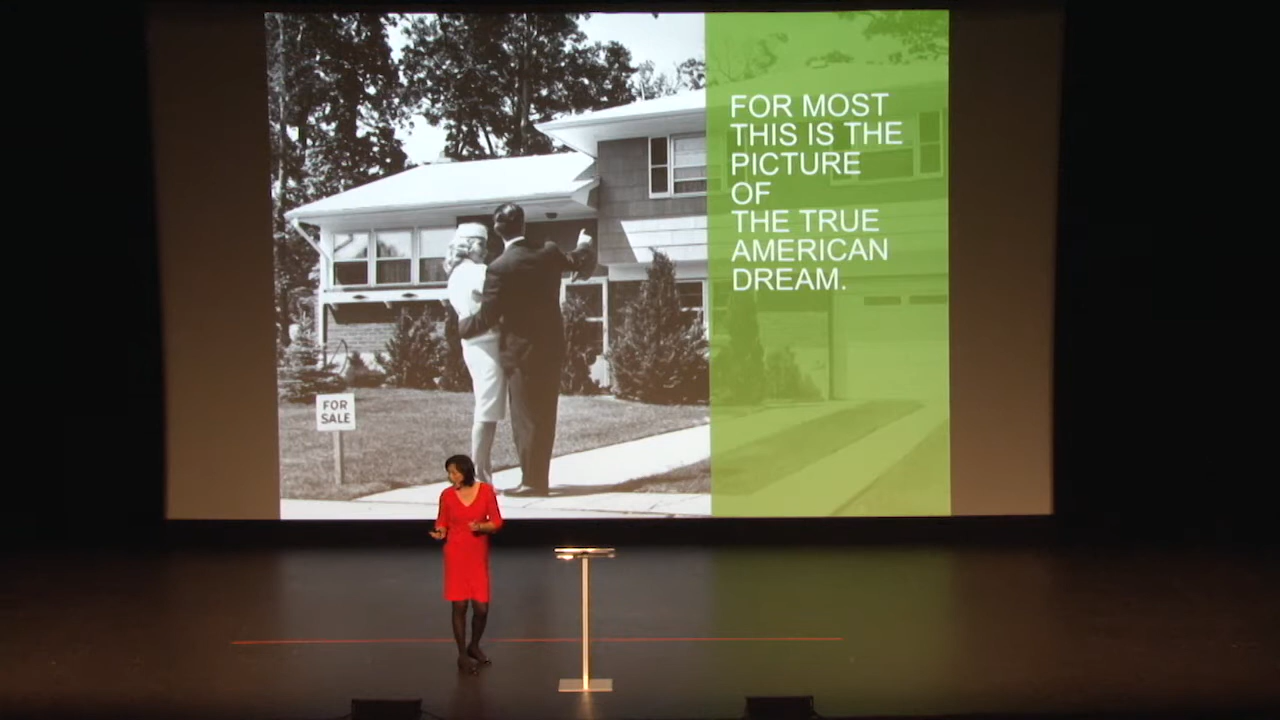 FOR MOST
THIS IS THE
PICTURE
OF
THE TRUE
AMERICAN
DREAM.
FOR
SALE